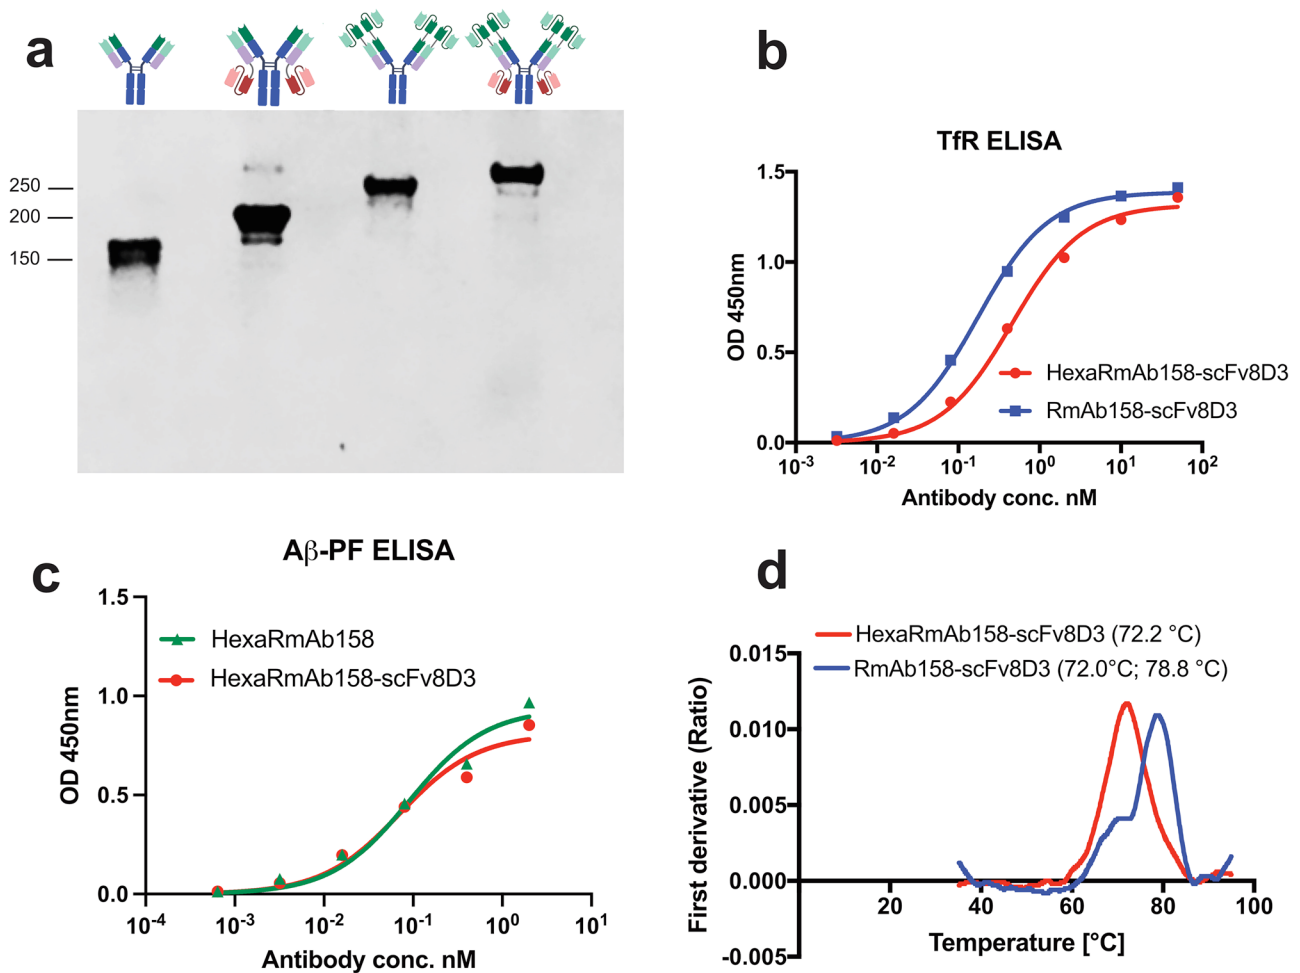 a
250
200
150
b
TfR ELISA
OD 450nm
1.5
1.0
0.5
0.0
HexaRmAb158-scFv8D3
RmAb158-scFv8D3
10-3
10-2
10-1
100
101
102
Antibody conc. nM
c
Aβ-PF ELISA
OD 450nm
1.5
1.0
0.5
0.0
HexaRmAb158
HexaRmAb158-scFv8D3
10-4
10-3
10-2
10-1
100
101
Antibody conc. nM
d
HexaRmAb158-scFv8D3 (72.2 °C)
RmAb158-scFv8D3 (72.0°C; 78.8 °C)
First derivative (Ratio)
0.015
0.010
0.005
0.000
-0.005
20
40
60
80
100
Temperature [°C]